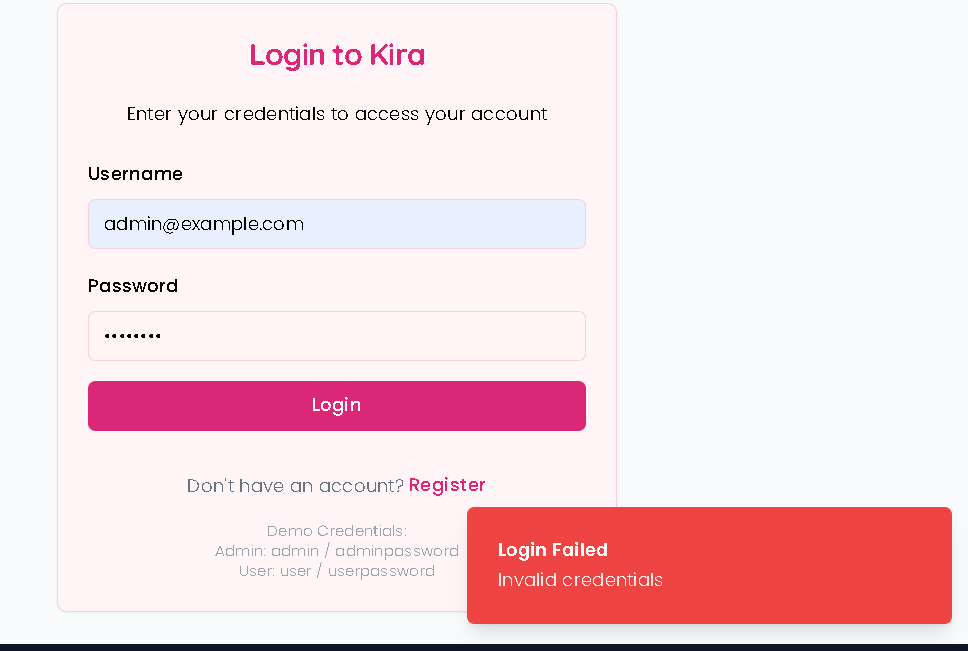 Login to Kira
Enter your credentials to access your account
Username
admin@example.com
Password
••••••••
Login
Don't have an account? Register
Demo Credentials:
Admin: admin / adminpassword
User: user / userpassword
Login Failed
Invalid credentials